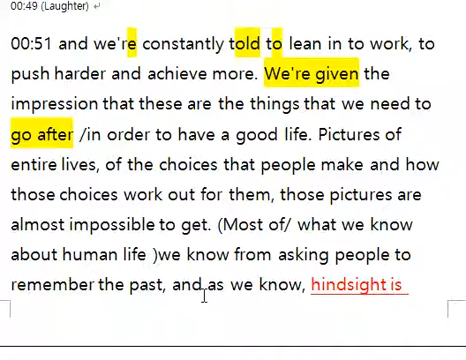 00:49 (Laughter) ↵
00:51 and we're constantly told to lean in to work, to
push harder and achieve more. We're given the
impression that these are the things that we need to
go after /in order to have a good life. Pictures of
entire lives, of the choices that people make and how
those choices work out for them, those pictures are
almost impossible to get. (Most of/ what we know
about human life )we know from asking people to
remember the past, and as we know, hindsight is